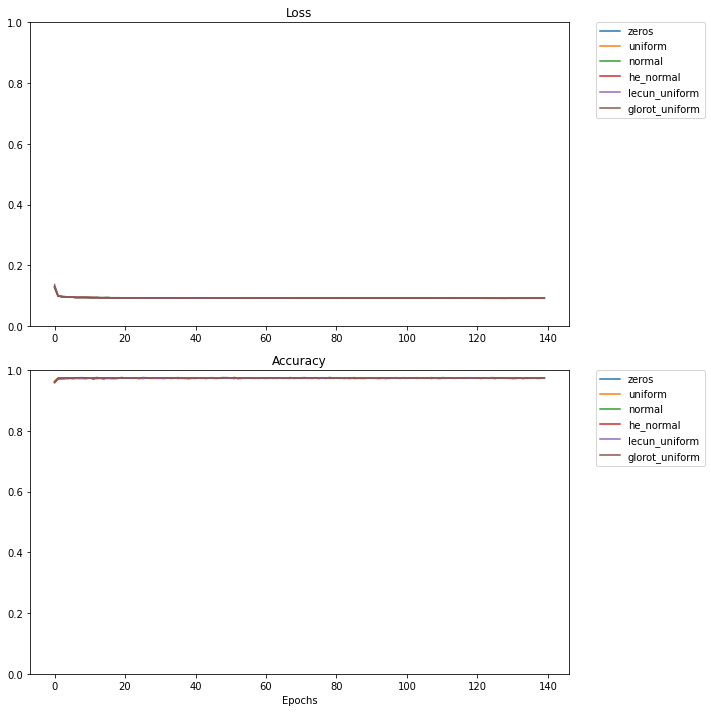 Loss
1.0
0.8
0.6
0.4
0.2
0.0
0 20 40 60 80 100 120 140
zeros
uniform
normal
he_normal
lecun_uniform
glorot_uniform
Accuracy
1.0
0.8
0.6
0.4
0.2
0.0
0 20 40 60 80 100 120 140
Epochs
zeros
uniform
normal
he_normal
lecun_uniform
glorot_uniform